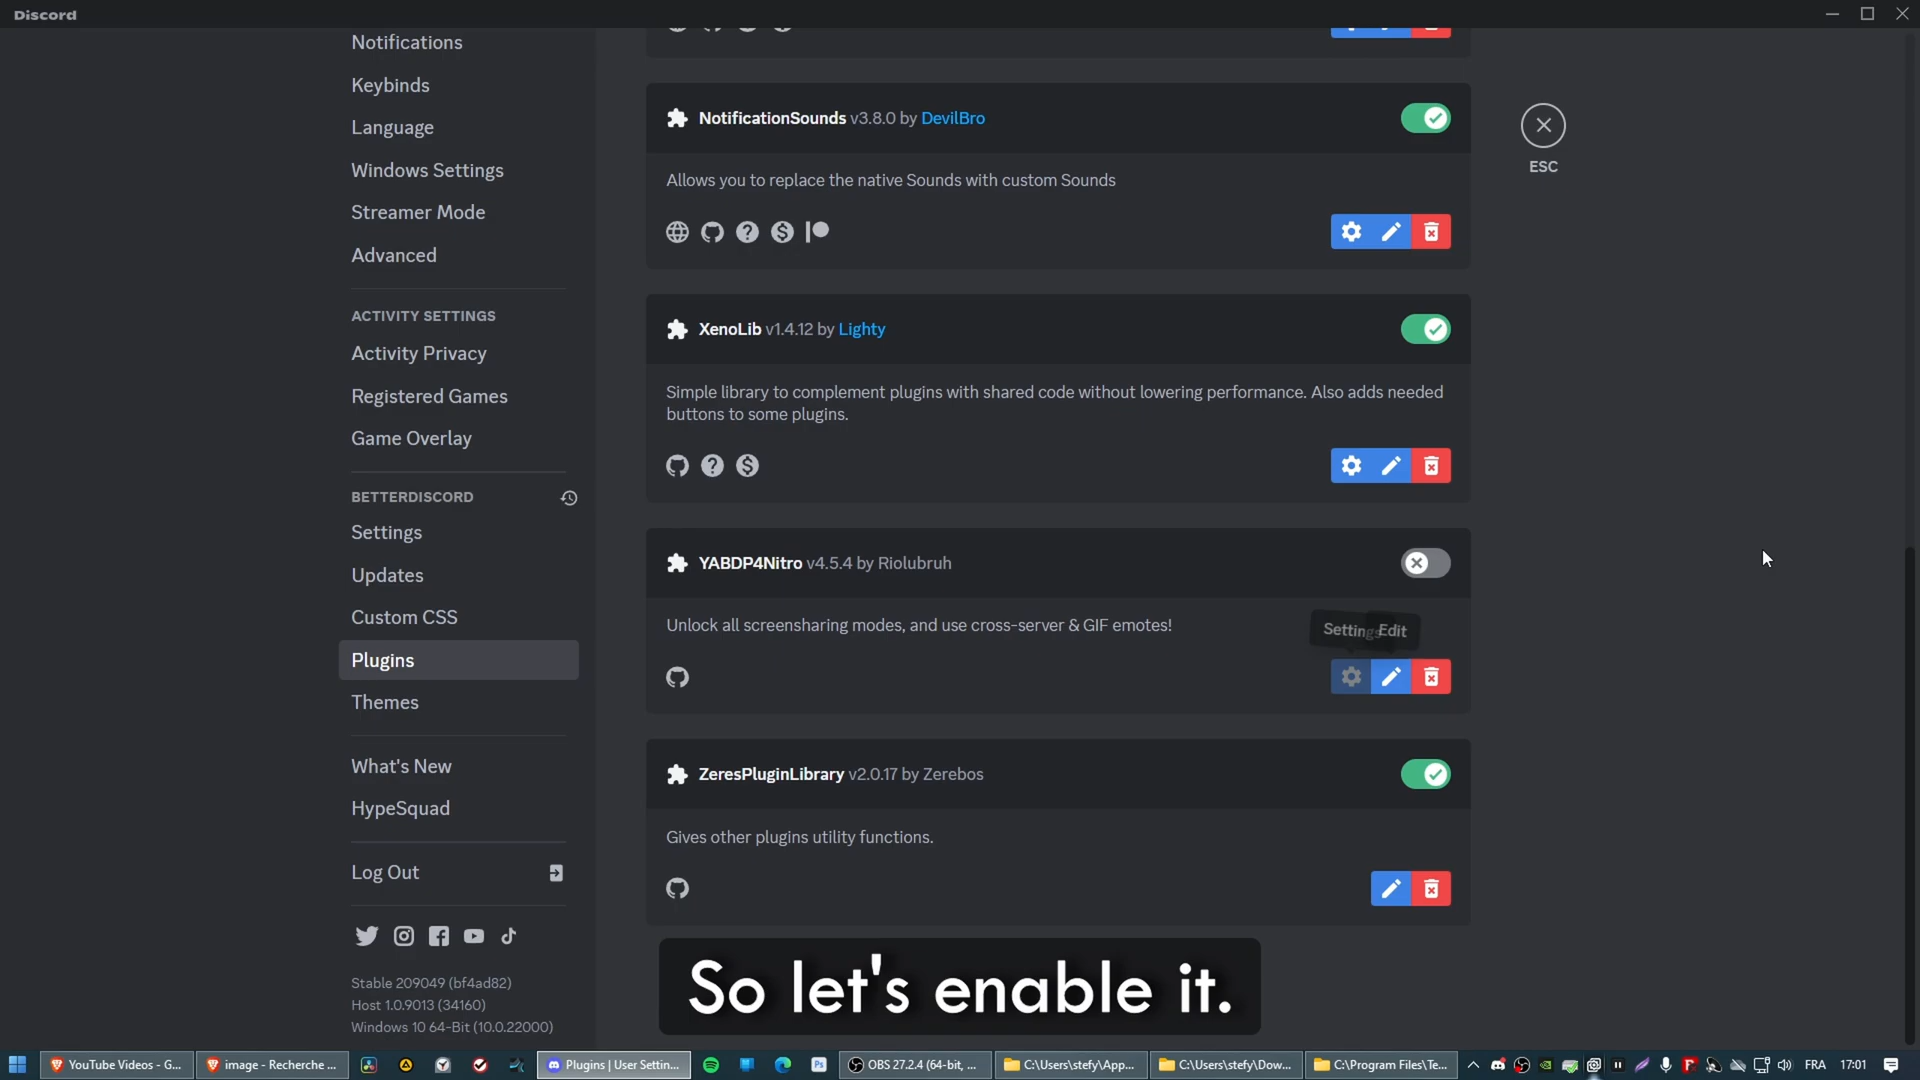 Discord
Notifications
Keybinds
Language
Windows Settings
Streamer Mode
Advanced
ACTIVITY SETTINGS
Activity Privacy
Registered Games
Game Overlay
BETTERDISCORD
Settings
Updates
Custom CSS
Plugins
Themes
What's New
HypeSquad
Log Out
Stable 209049 (bf4ad82)
Host 1.0.9013 (34160)
Windows 10 64-Bit (10.0.22000)
NotificationSounds v3.8.0 by DevilBro
Allows you to replace the native Sounds with custom Sounds
XenoLib v1.4.12 by Lighty
Simple library to complement plugins with shared code without lowering performance. Also adds needed
buttons to some plugins.
YABDP4Nitro v4.5.4 by Riolubruh
Unlock all screensharing modes, and use cross-server & GIF emotes!
Settings Edit
ZeresPluginLibrary v2.0.17 by Zerebos
Gives other plugins utility functions.
ESC
So let's enable it.
YouTube Videos - G...
image - Recherche ...
Plugins | User Settin...
Ps
OBS 27.2.4 (64-bit, ...
C:\Users\stefy\App...
C:\Users\stefy\Dow...
C:\Program Files\Te...
FRA
17:01